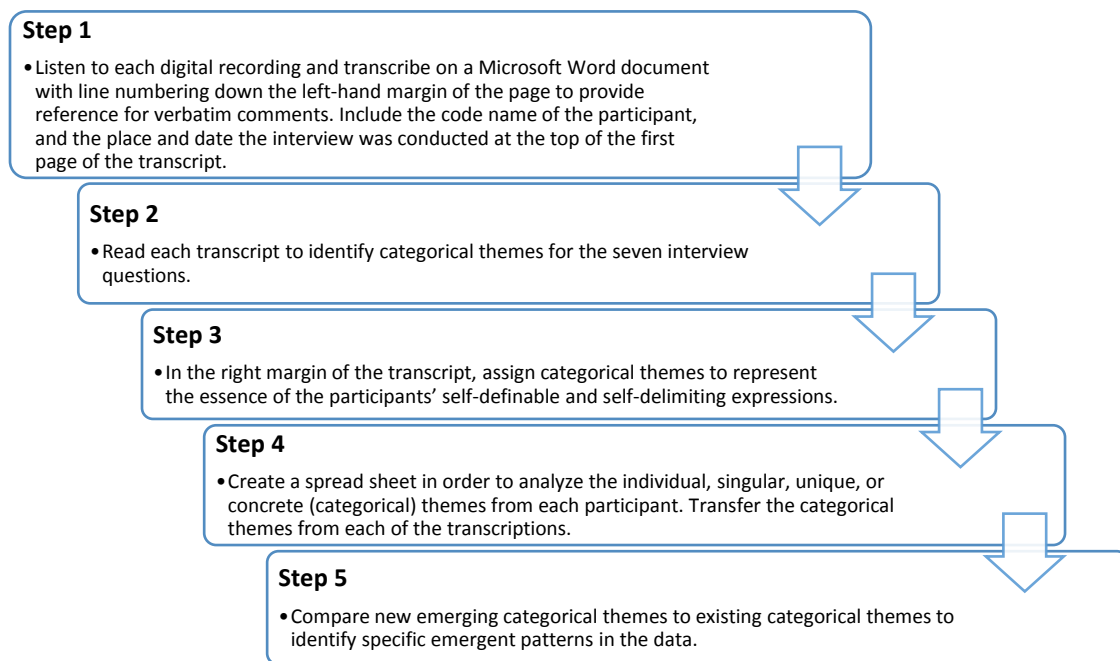 Step 1
•Listen to each digital recording and transcribe on a Microsoft Word document
with line numbering down the left-hand margin of the page to provide
reference for verbatim comments. Include the code name of the participant,
and the place and date the interview was conducted at the top of the first
page of the transcript.
Step 2
•Read each transcript to identify categorical themes for the seven interview
questions.
Step 3
•In the right margin of the transcript, assign categorical themes to represent
the essence of the participants’ self-definable and self-delimiting expressions.
Step 4
•Create a spread sheet in order to analyze the individual, singular, unique, or
concrete (categorical) themes from each participant. Transfer the categorical
themes from each of the transcriptions.
Step 5
•Compare new emerging categorical themes to existing categorical themes to
identify specific emergent patterns in the data.